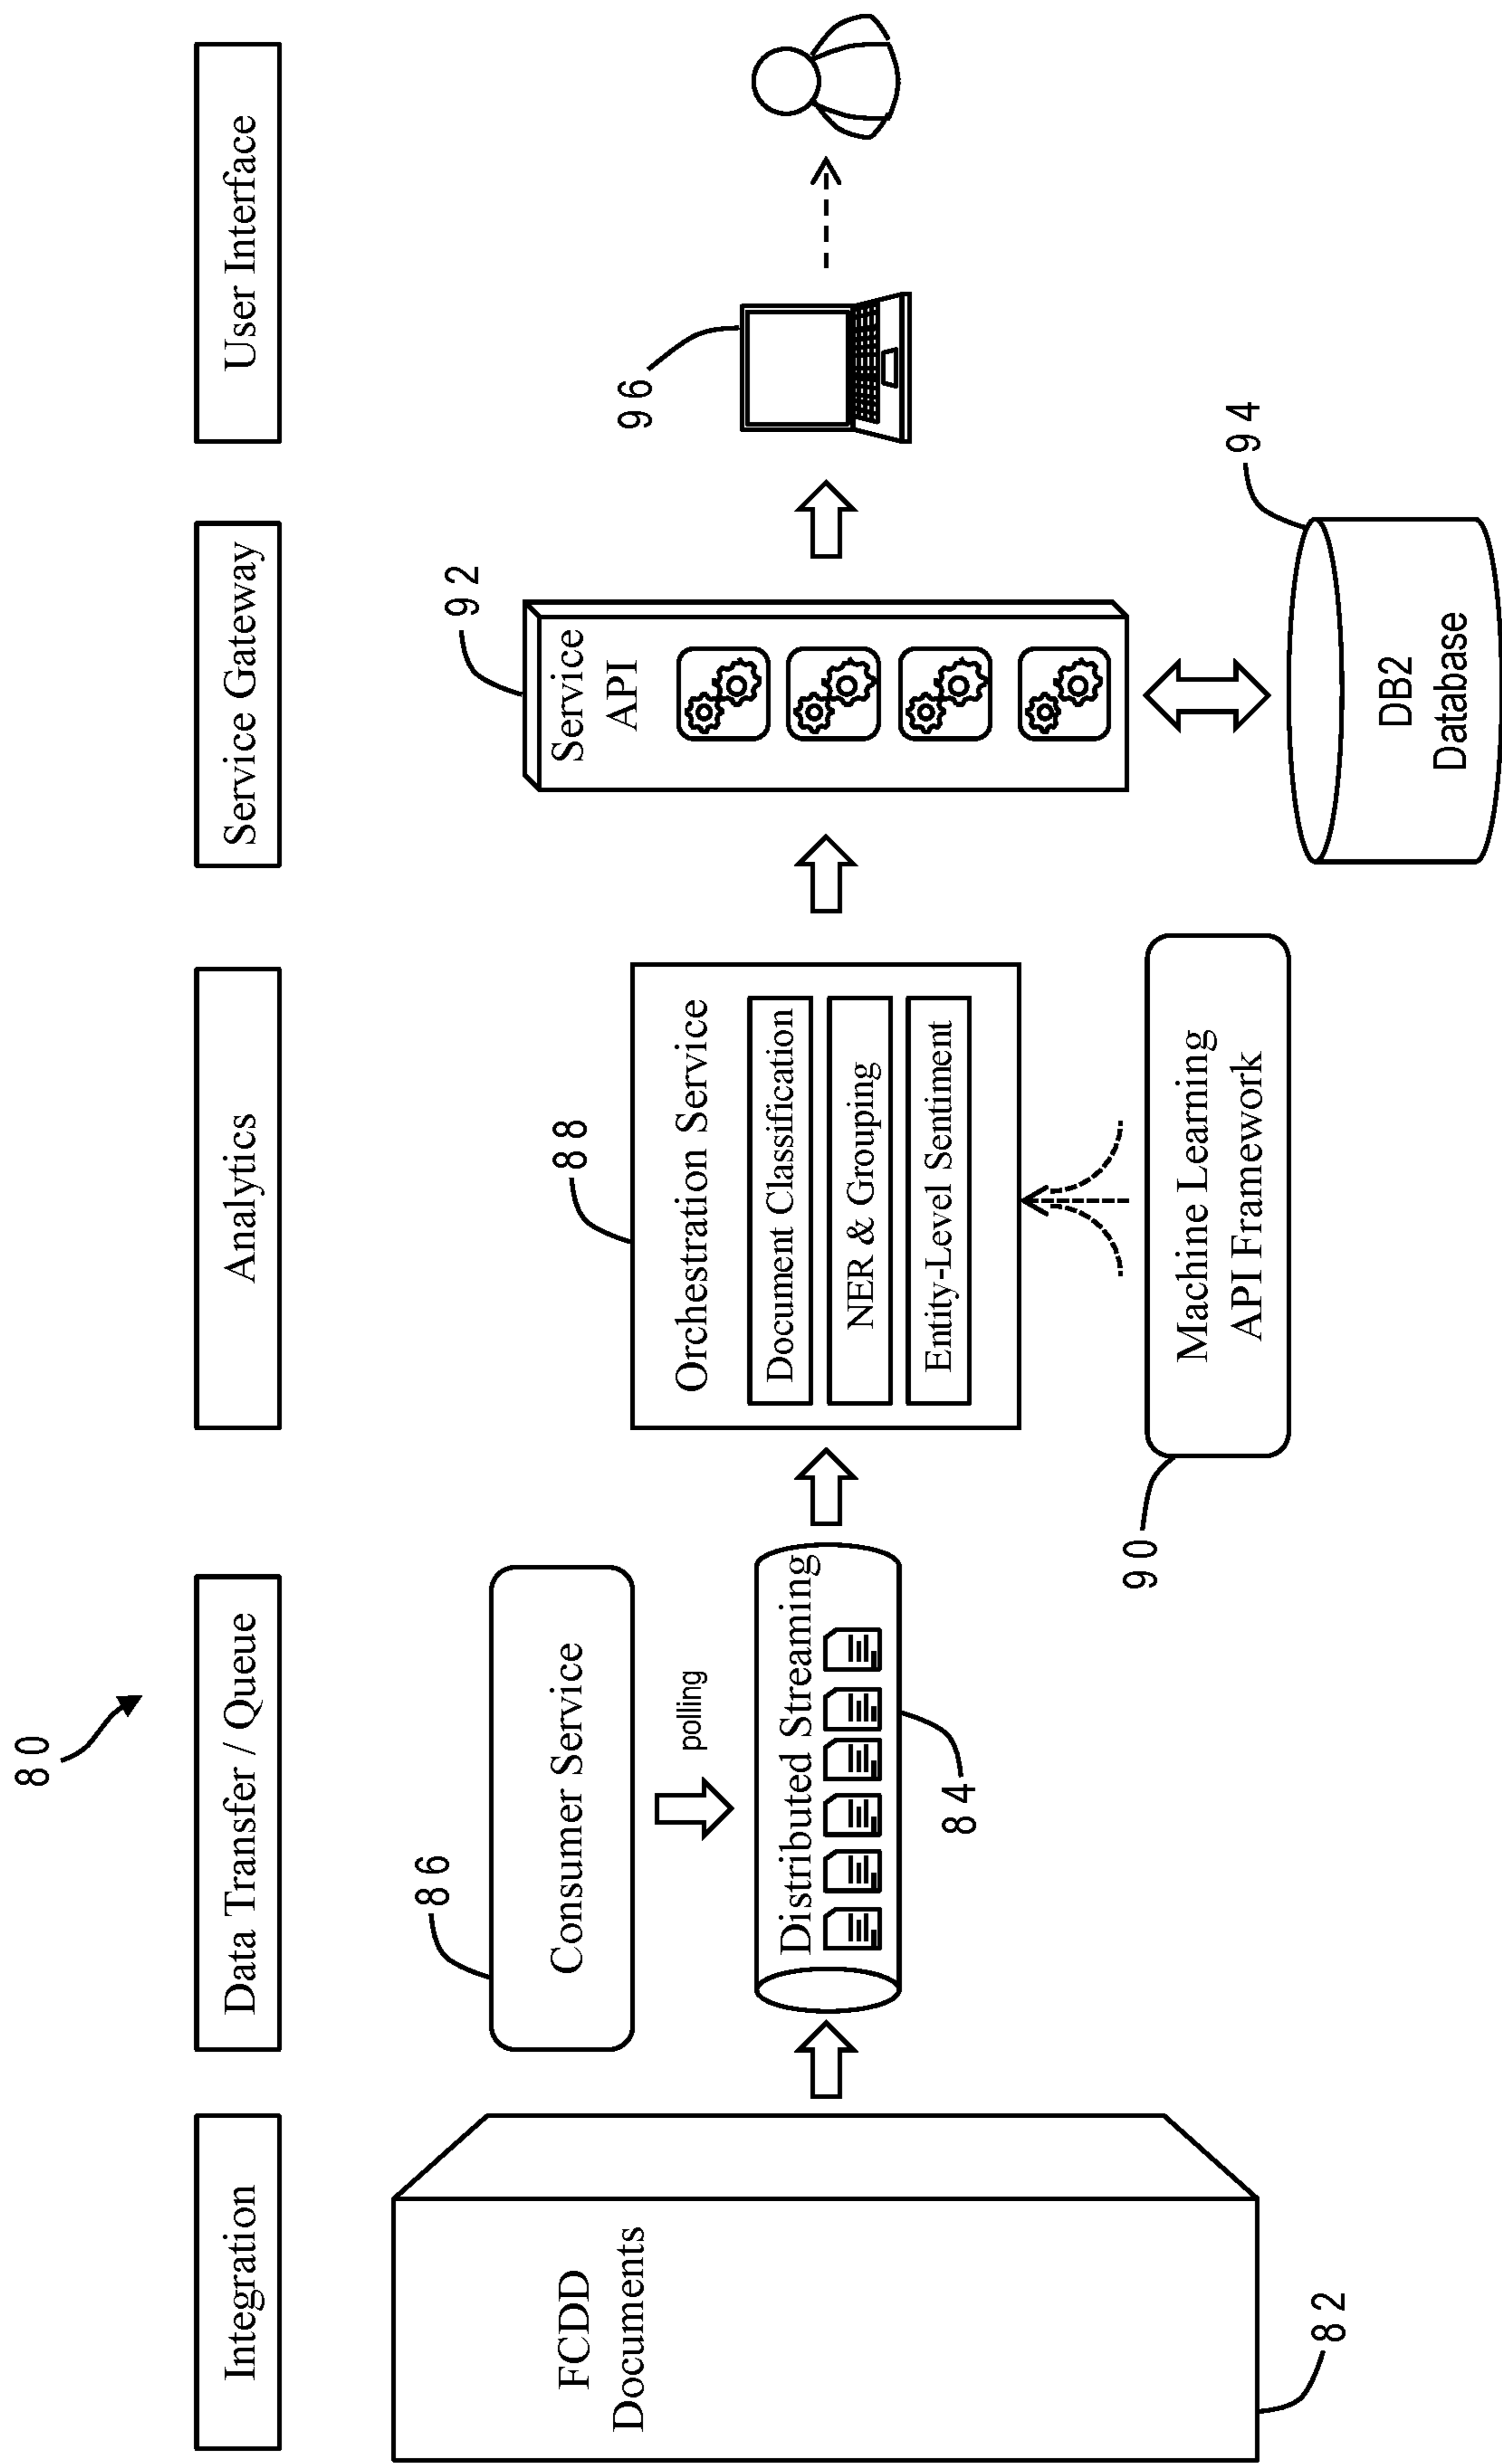 80
Integration
Data Transfer / Queue
Analytics
Service Gateway
User Interface
FCDD
Documents
82
86
Consumer Service
polling
Distributed Streaming
84
88
Orchestration Service
Document Classification
NER & Grouping
Entity-Level Sentiment
90
Machine Learning
API Framework
92
Service
API
94
DB2
Database
96